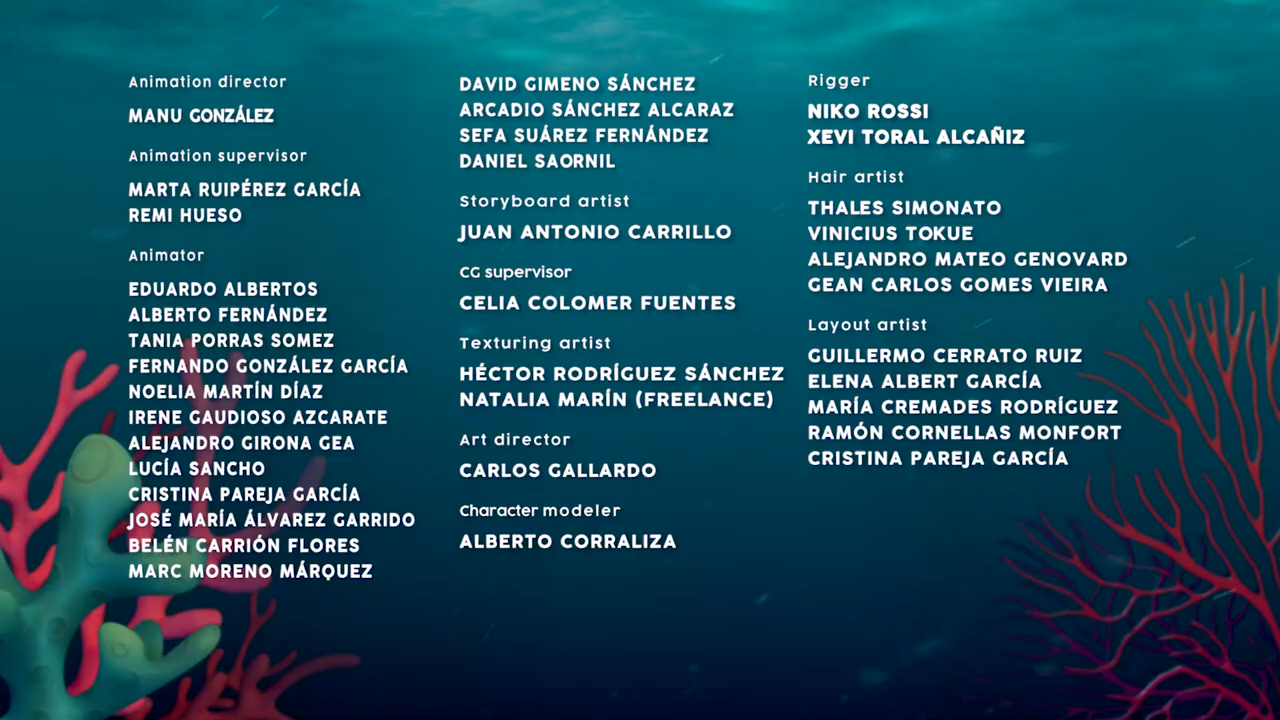 Animation director
MANU GONZÁLEZ
Animation supervisor
MARTA RUIPÉREZ GARCÍA
REMI HUESO
Animator
EDUARDO ALBERTOS
ALBERTO FERNÁNDEZ
TANIA PORRAS SOMEZ
FERNANDO GONZÁLEZ GARCÍA
NOELIA MARTÍN DÍAZ
IRENE GAUDIOSO AZCARATE
ALEJANDRO GIRONA GEA
LUCÍA SANCHO
CRISTINA PAREJA GARCÍA
JOSÉ MARÍA ÁLVAREZ GARRIDO
BELÉN CARRIÓN FLORES
MARC MORENO MÁRQUEZ
DAVID GIMENO SÁNCHEZ
ARCADIO SÁNCHEZ ALCARAZ
SEFA SUÁREZ FERNÁNDEZ
DANIEL SAORNIL
Storyboard artist
JUAN ANTONIO CARRILLO
CG supervisor
CELIA COLOMER FUENTES
Texturing artist
HÉCTOR RODRÍGUEZ SÁNCHEZ
NATALIA MARÍN (FREELANCE)
Art director
CARLOS GALLARDO
Character modeler
ALBERTO CORRALIZA
Rigger
NIKO ROSSI
XEVI TORAL ALCAÑIZ
Hair artist
THALES SIMONATO
VINICIUS TOKUE
ALEJANDRO MATEO GENOVARD
GEAN CARLOS GOMES VIEIRA
Layout artist
GUILLERMO CERRATO RUIZ
ELENA ALBERT GARCÍA
MARÍA CREMADES RODRÍGUEZ
RAMÓN CORNELLAS MONFORT
CRISTINA PAREJA GARCÍA